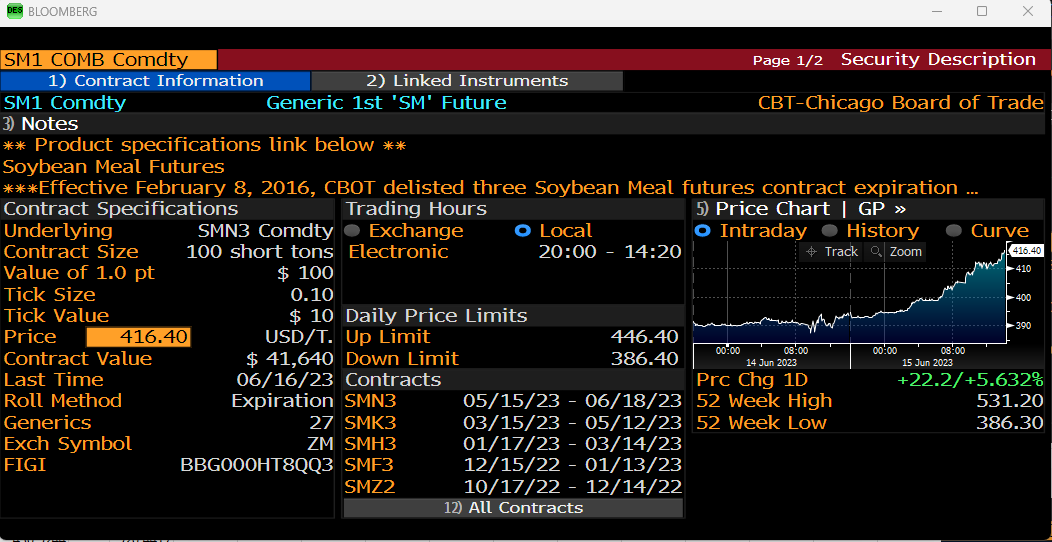 DES BLOOMBERG
SM1 COMB Comdty Page 1/2 Security Description
1) Contract Information 2) Linked Instruments
SM1 Comdty Generic 1st 'SM' Future CBT-Chicago Board of Trade
3) Notes
** Product specifications link below **
Soybean Meal Futures
***Effective February 8, 2016, CBOT delisted three Soybean Meal futures contract expiration ...
Contract Specifications
Underlying SMN3 Comdty
Contract Size 100 short tons
Value of 1.0 pt $ 100
Tick Size 0.10
Tick Value $ 10
Price 416.40 USD/T.
Contract Value $ 41,640
Last Time 06/16/23
Roll Method Expiration
Generics 27
Exch Symbol ZM
FIGI BBG000HT8QQ3
Trading Hours
Exchange Local
Electronic 20:00 - 14:20
Daily Price Limits
Up Limit 446.40
Down Limit 386.40
Contracts
SMN3 05/15/23 - 06/18/23
SMK3 03/15/23 - 05/12/23
SMH3 01/17/23 - 03/14/23
SMF3 12/15/22 - 01/13/23
SMZ2 10/17/22 - 12/14/22
12) All Contracts
5) Price Chart | GP »
Intraday History Curve
Track Zoom
416.40
410
400
390
00:00 08:00 00:00 08:00
14 Jun 2023 15 Jun 2023
Prc Chg 1D +22.2/+5.632%
52 Week High 531.20
52 Week Low 386.30